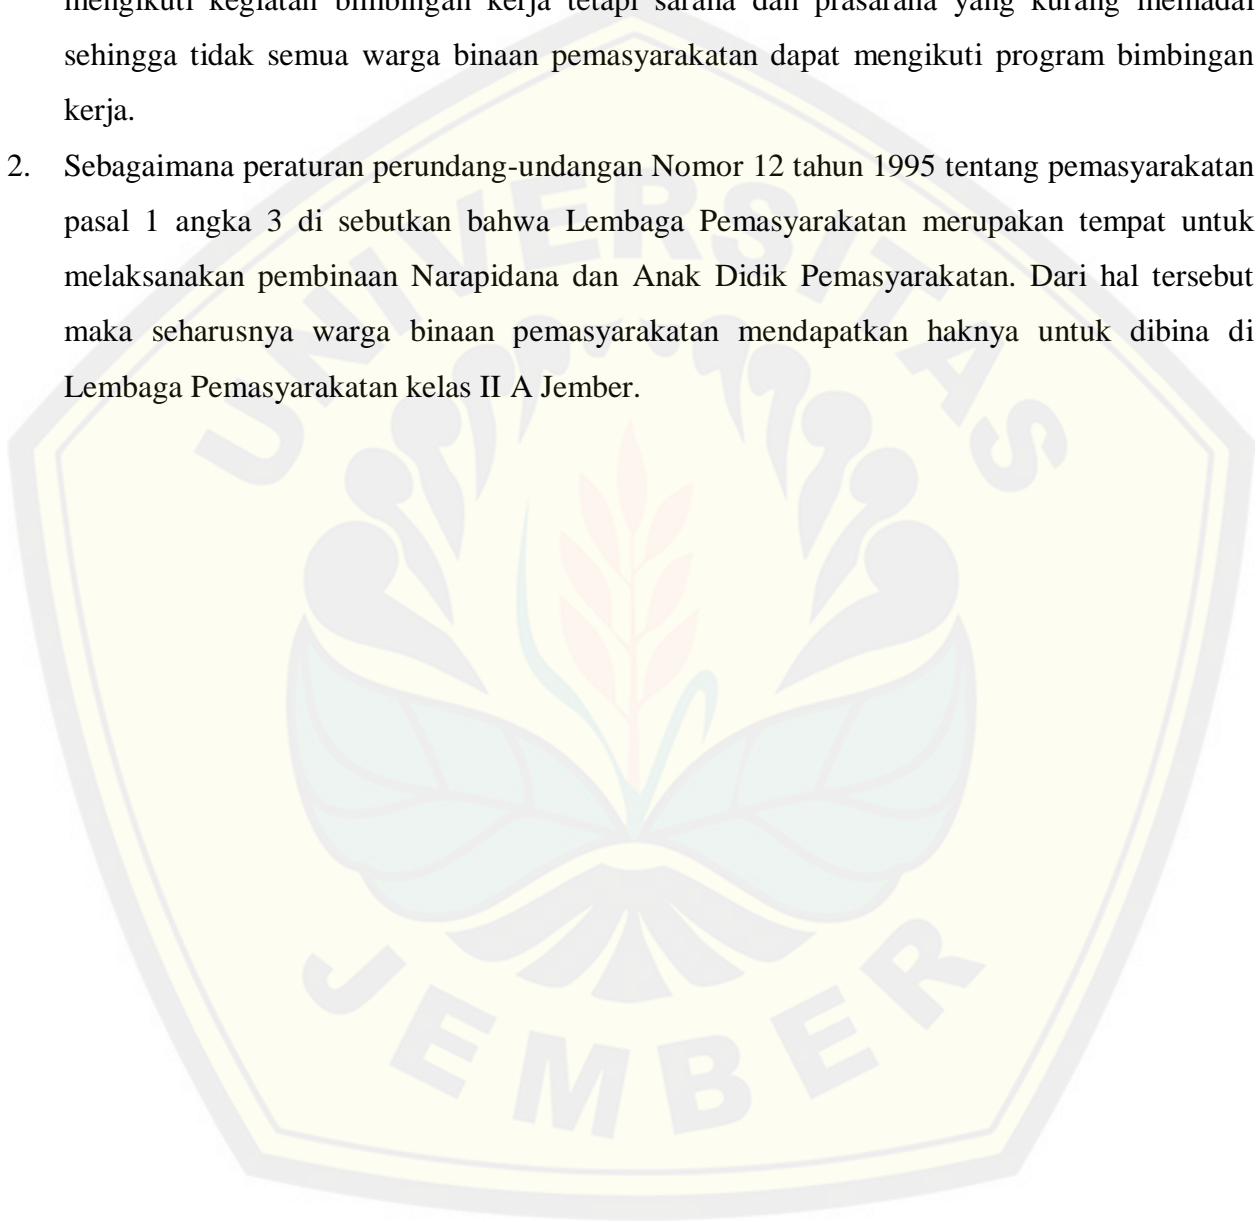 mengikuti kegiatan bimbingan kerja tetapi sarana dan prasarana yang kurang memadai
sehingga tidak semua warga binaan pemasyarakatan dapat mengikuti program bimbingan
kerja.
2. Sebagaimana peraturan perundang-undangan Nomor 12 tahun 1995 tentang pemasyarakatan
pasal 1 angka 3 di sebutkan bahwa Lembaga Pemasyarakatan merupakan tempat untuk
melaksanakan pembinaan Narapidana dan Anak Didik Pemasyarakatan. Dari hal tersebut
maka seharusnya warga binaan pemasyarakatan mendapatkan haknya untuk dibina di
Lembaga Pemasyarakatan kelas II A Jember.
UNIVERSITAS
JEMBER